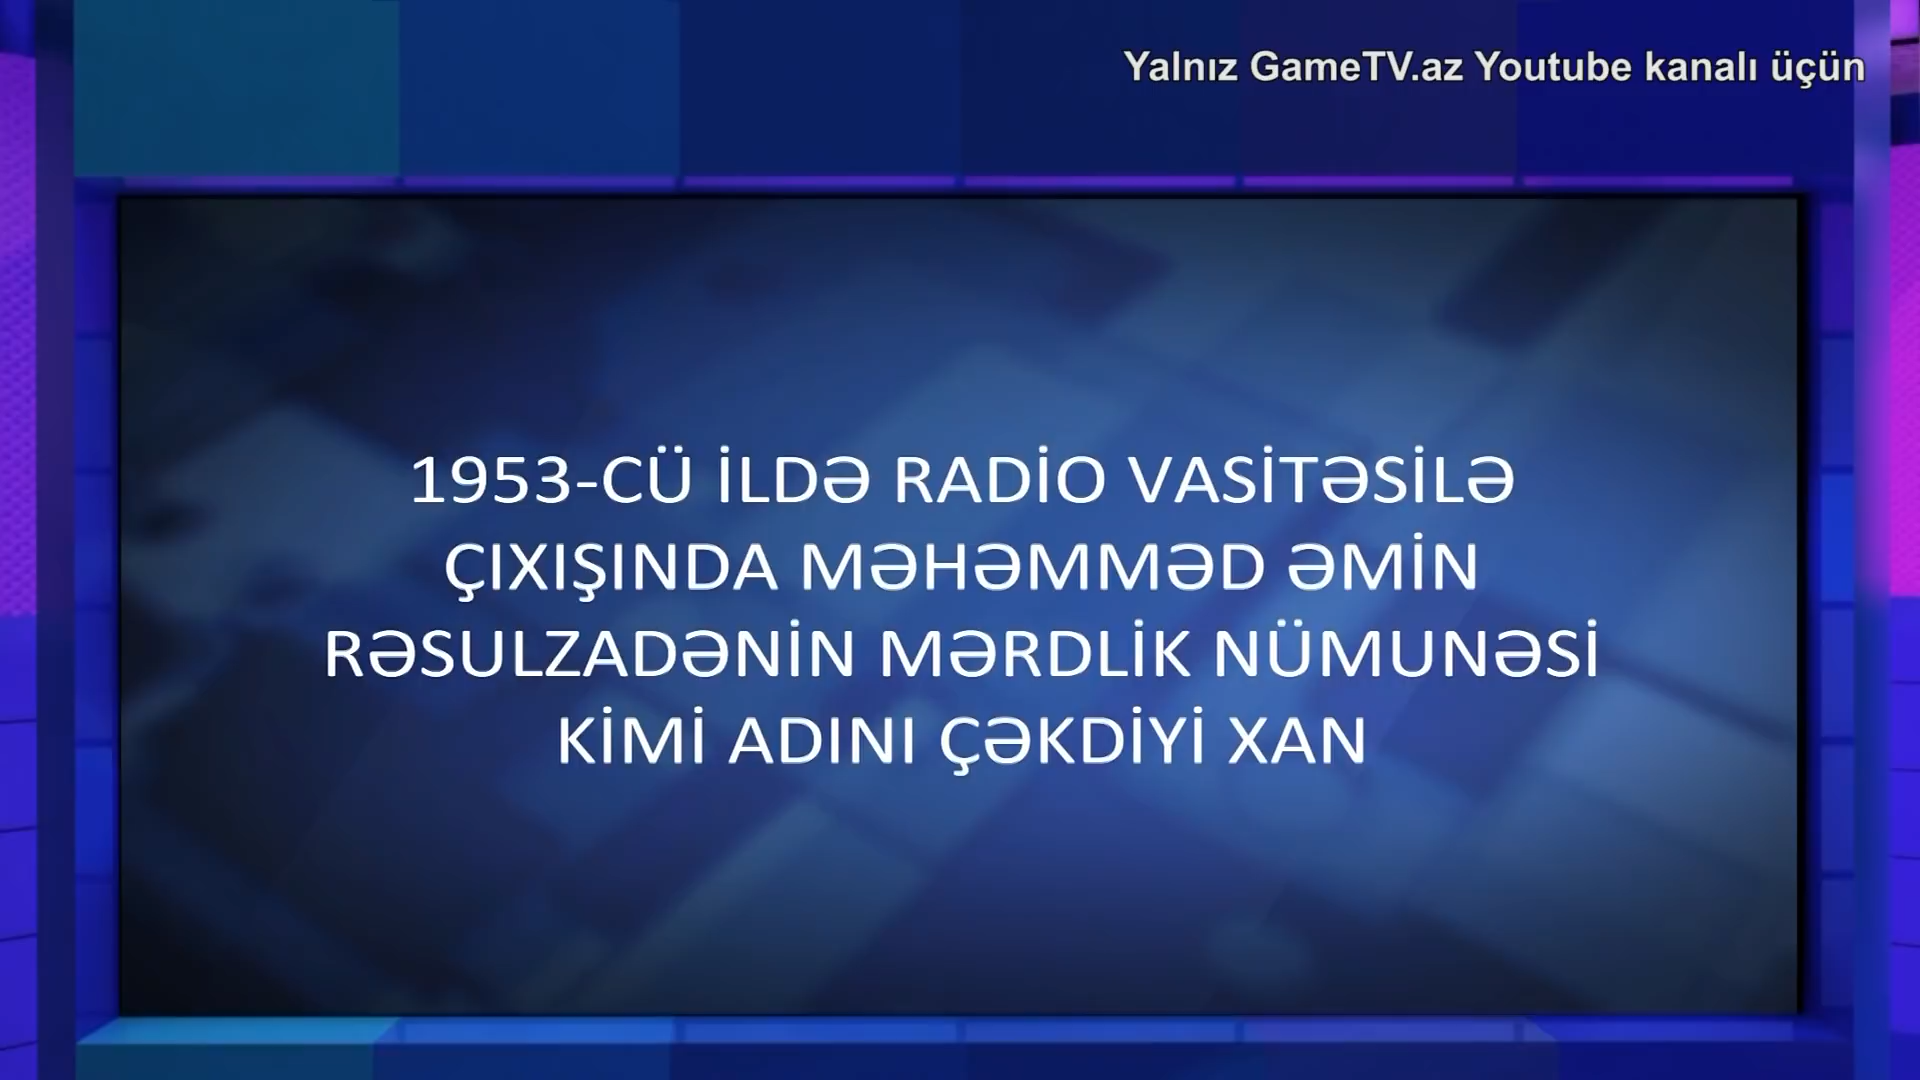 Yalnız GameTV.az Youtube kanalı üçün
1953-CÜ İLDƏ RADİO VASİTƏSİLƏ
ÇIXIŞINDA MƏHƏMMƏD ƏMİN
RƏSULZADƏNİN MƏRDLİK NÜMUNƏSİ
KİMİ ADINI ÇƏKDİYİ XAN